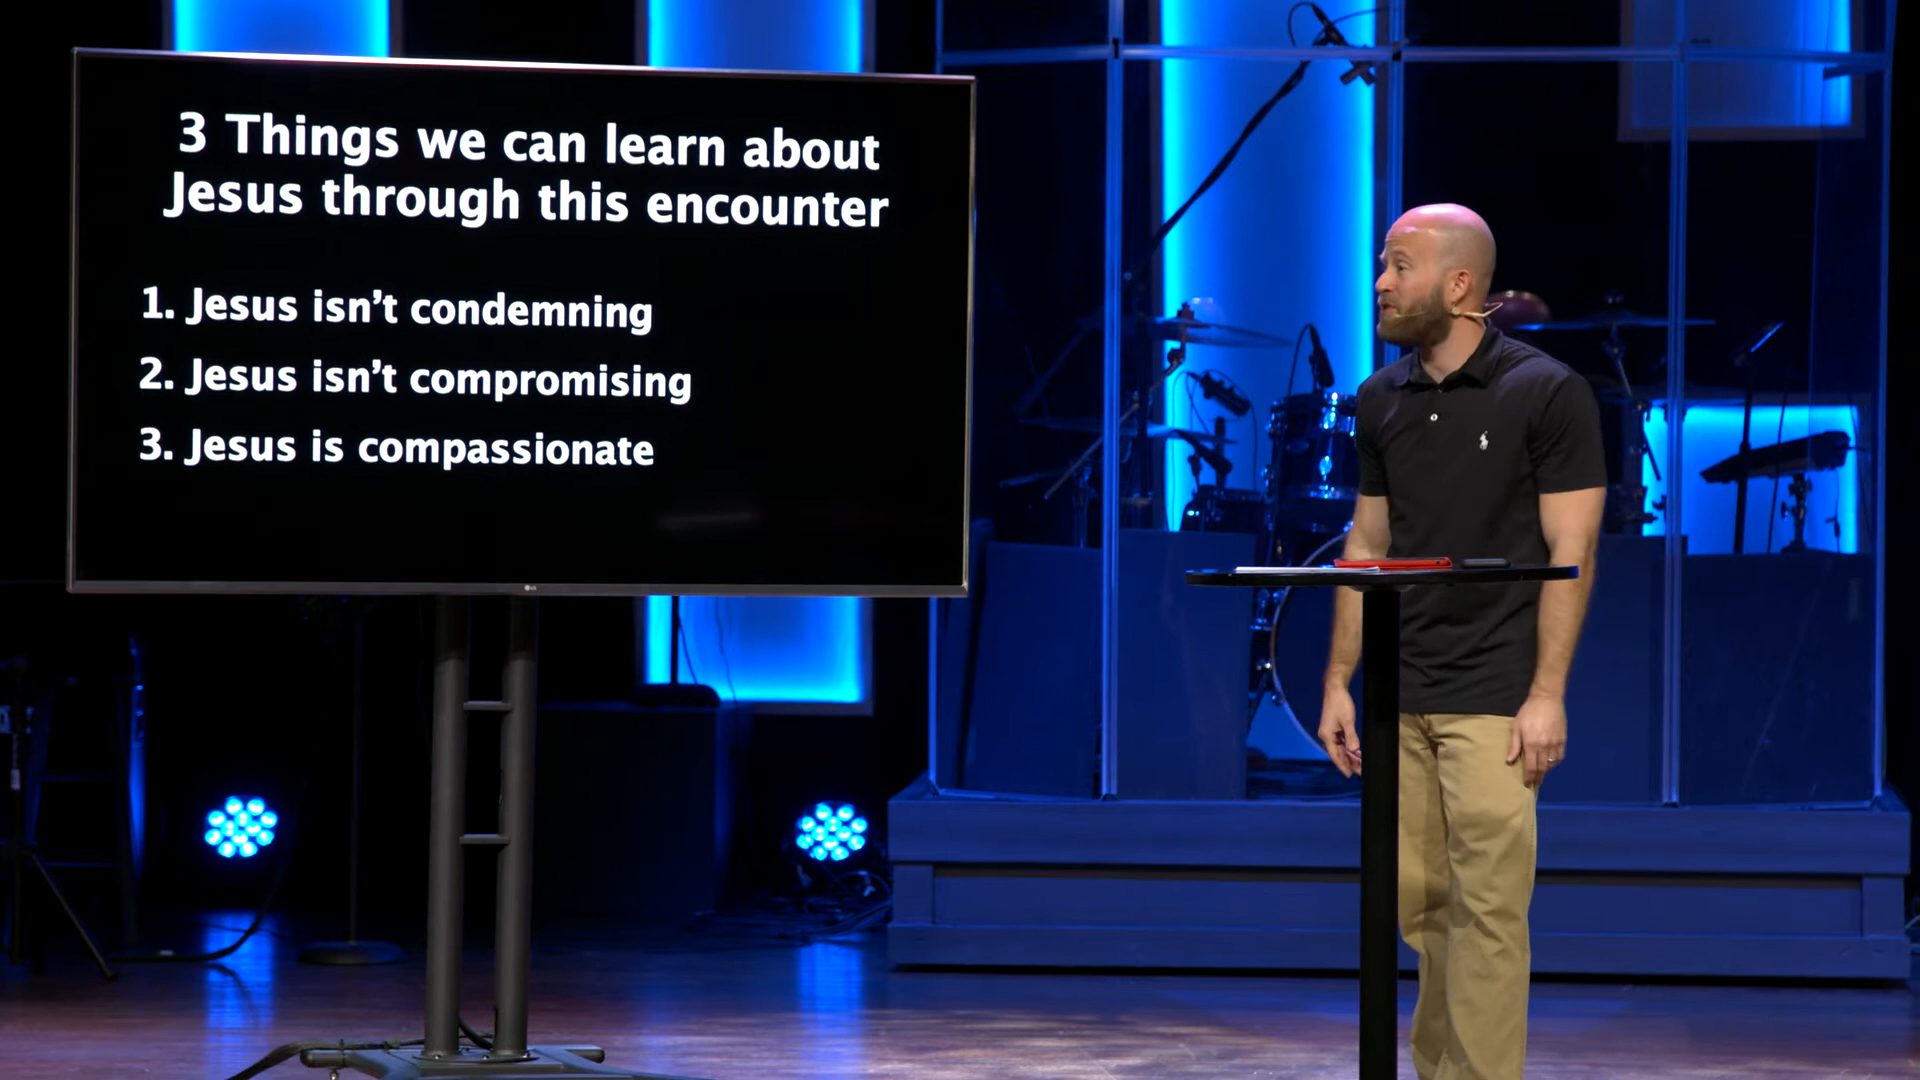 3 Things we can learn about
Jesus through this encounter
1. Jesus isn’t condemning
2. Jesus isn’t compromising
3. Jesus is compassionate
LG